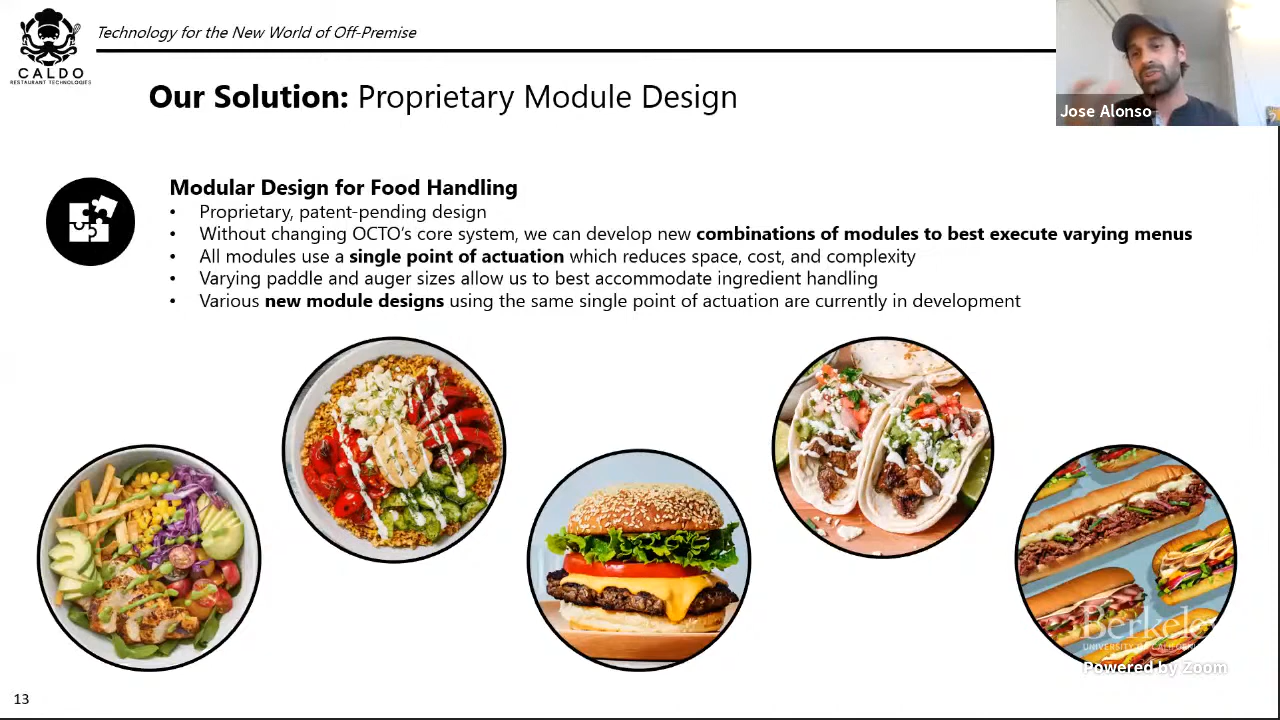 CALDO
RESTAURANT TECHNOLOGIES
Technology for the New World of Off-Premise
Jose Alonso
Our Solution: Proprietary Module Design
Modular Design for Food Handling
• Proprietary, patent-pending design
• Without changing OCTO's core system, we can develop new combinations of modules to best execute varying menus
• All modules use a single point of actuation which reduces space, cost, and complexity
• Varying paddle and auger sizes allow us to best accommodate ingredient handling
• Various new module designs using the same single point of actuation are currently in development
Berkeley
UNIVERSITY OF CALIFORNIA
Powered by Zoom
13